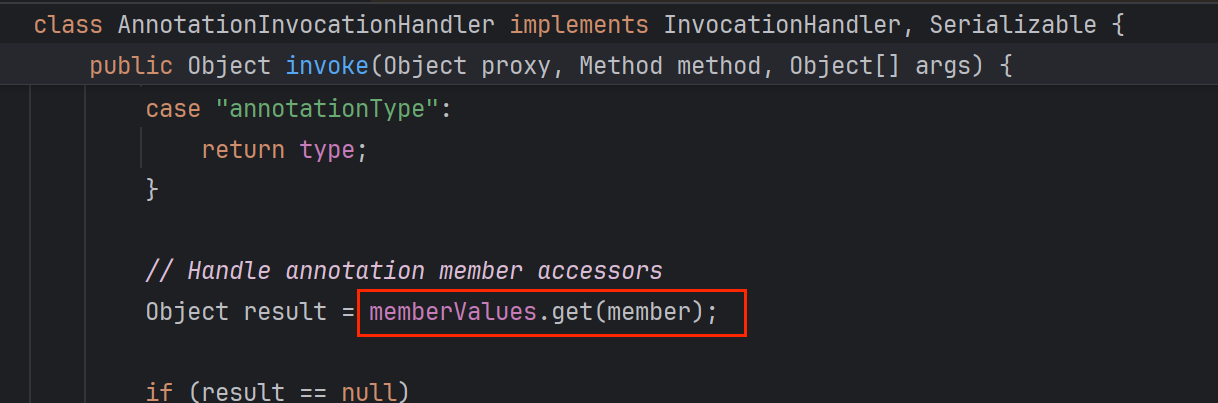 class AnnotationInvocationHandler implements InvocationHandler, Serializable {
public Object invoke(Object proxy, Method method, Object[] args) {
case "annotationType":
return type;
}
// Handle annotation member accessors
Object result = memberValues.get(member);
if (result == null)